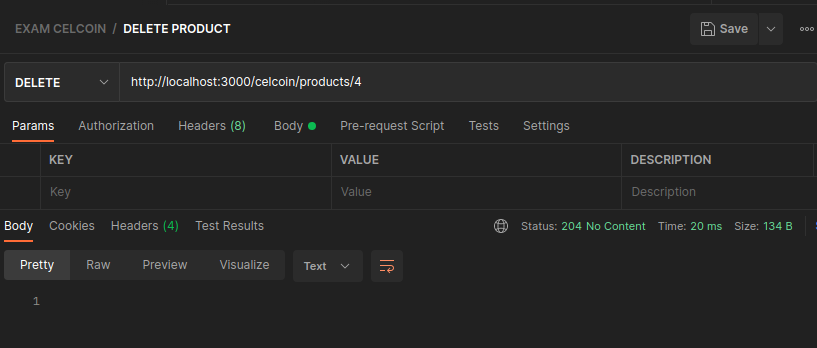 EXAM CELCOIN / DELETE PRODUCT Save
DELETE http://localhost:3000/celcoin/products/4
Params Authorization Headers (8) Body Pre-request Script Tests Settings
KEY VALUE DESCRIPTION
Key Value Description
Body Cookies Headers (4) Test Results Status: 204 No Content Time: 20 ms Size: 134 B
Pretty Raw Preview Visualize Text
1